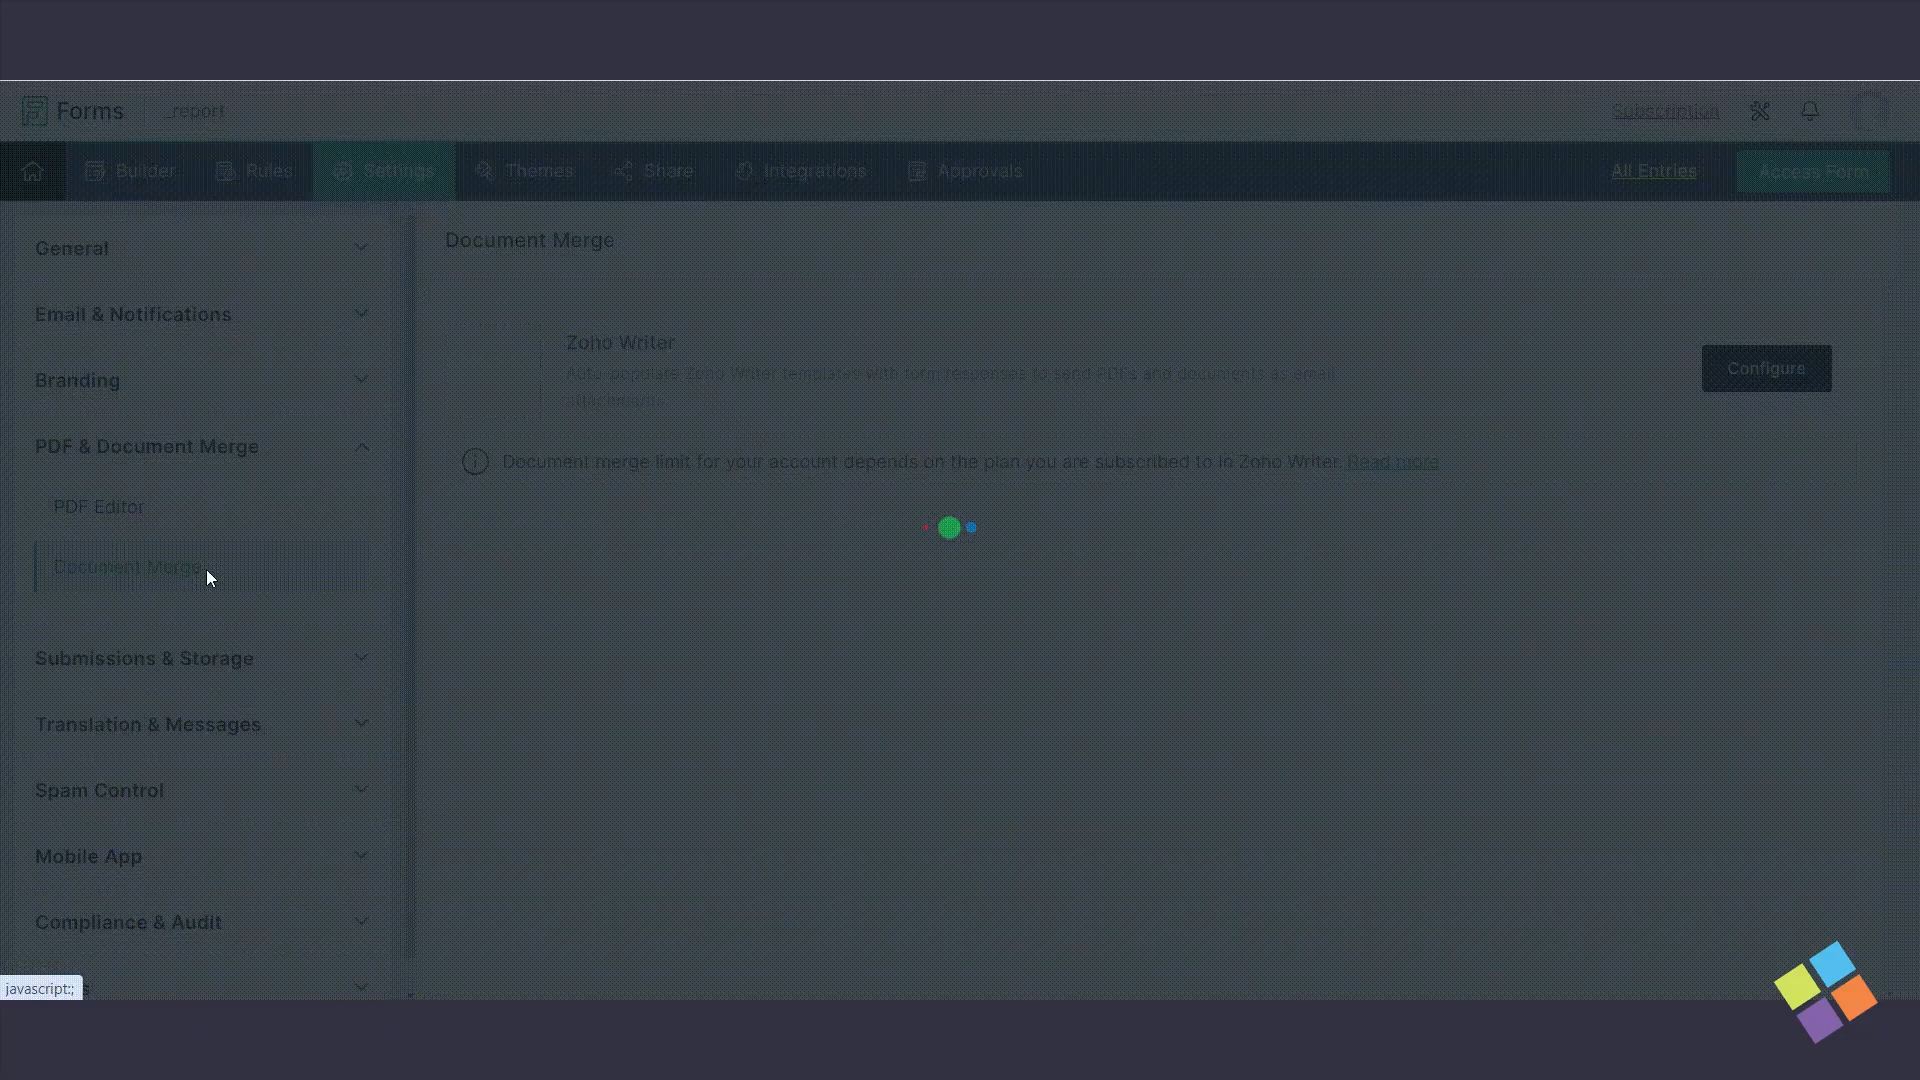 Forms
_report
Subscription
Builder
Rules
Settings
Themes
Share
Integrations
Approvals
All Entries
Access Form
General
Email & Notifications
Branding
PDF & Document Merge
PDF Editor
Document Merge
Submissions & Storage
Translation & Messages
Spam Control
Mobile App
Compliance & Audit
javascript:;
Document Merge
Zoho Writer
Auto-populate Zoho Writer templates with form responses to send PDFs and documents as email
attachments.
Configure
Document merge limit for your account depends on the plan you are subscribed to in Zoho Writer. Read more